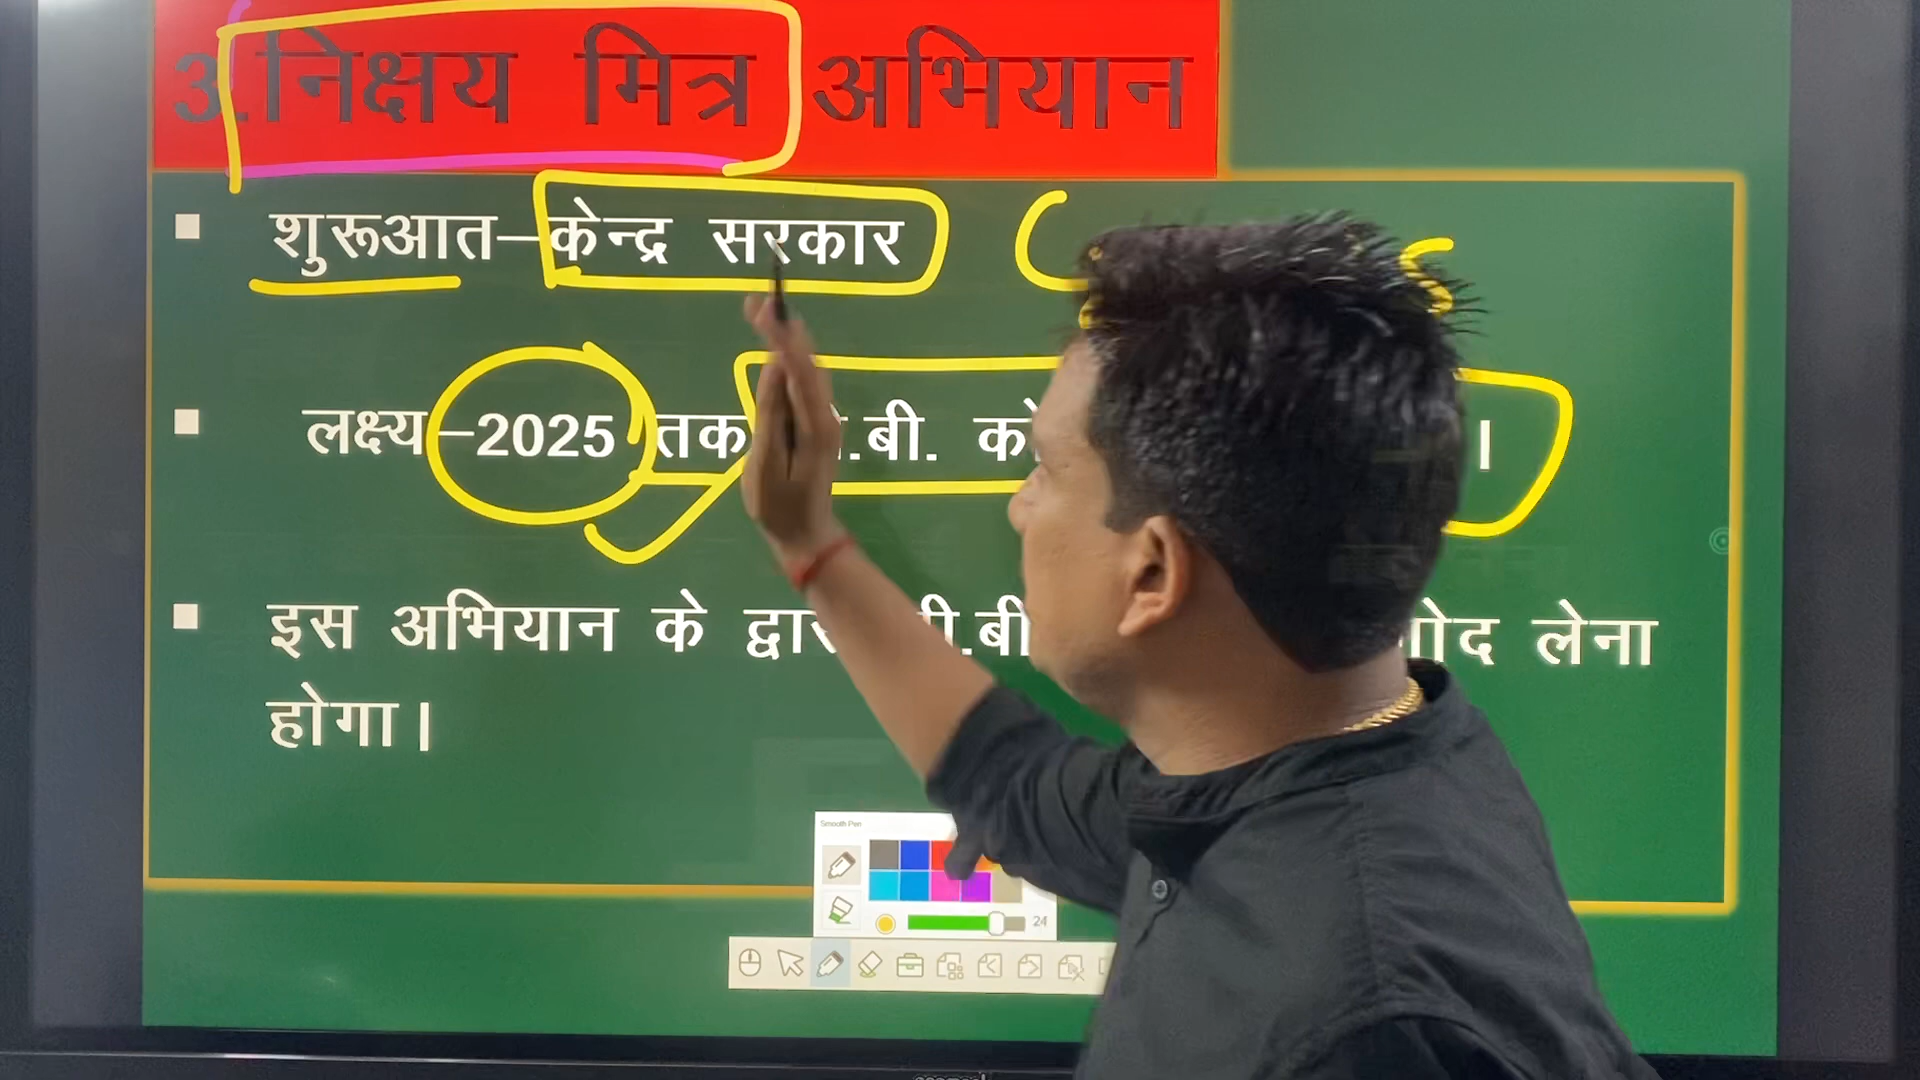 3.निक्षय मित्र अभियान
शुरूआत–केन्द्र सरकार
लक्ष्य–2025 तक .बी. को ।
इस अभियान के द्वारा गोद लेना
होगा।
Smooth Pen
24